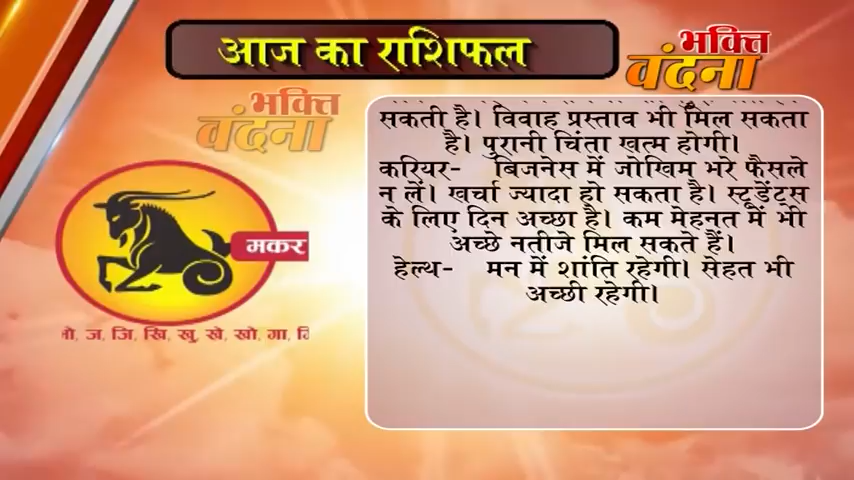 आज का राशिफल
भक्ति
वंदना
भक्ति
वंदना
सकती है। विवाह प्रस्ताव भी मिल सकता
है। पुरानी चिंता खत्म होगी।
करियर- बिजनेस में जोखिम भरे फैसले
न लें। खर्चा ज्यादा हो सकता है। स्टूडेंट्स
के लिए दिन अच्छा है। कम मेहनत में भी
अच्छे नतीजे मिल सकते हैं।
हेल्थ- मन में शांति रहेगी। सेहत भी
अच्छी रहेगी।
मकर
ज, जि, खि, खु, खे, खो, गा,